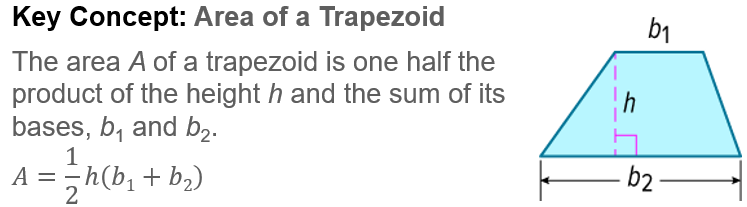 Key Concept: Area of a Trapezoid
The area A of a trapezoid is one half the
product of the height h and the sum of its
bases, b₁ and b₂.
A = 1/2 h(b₁ + b₂)
b₁
h
b₂